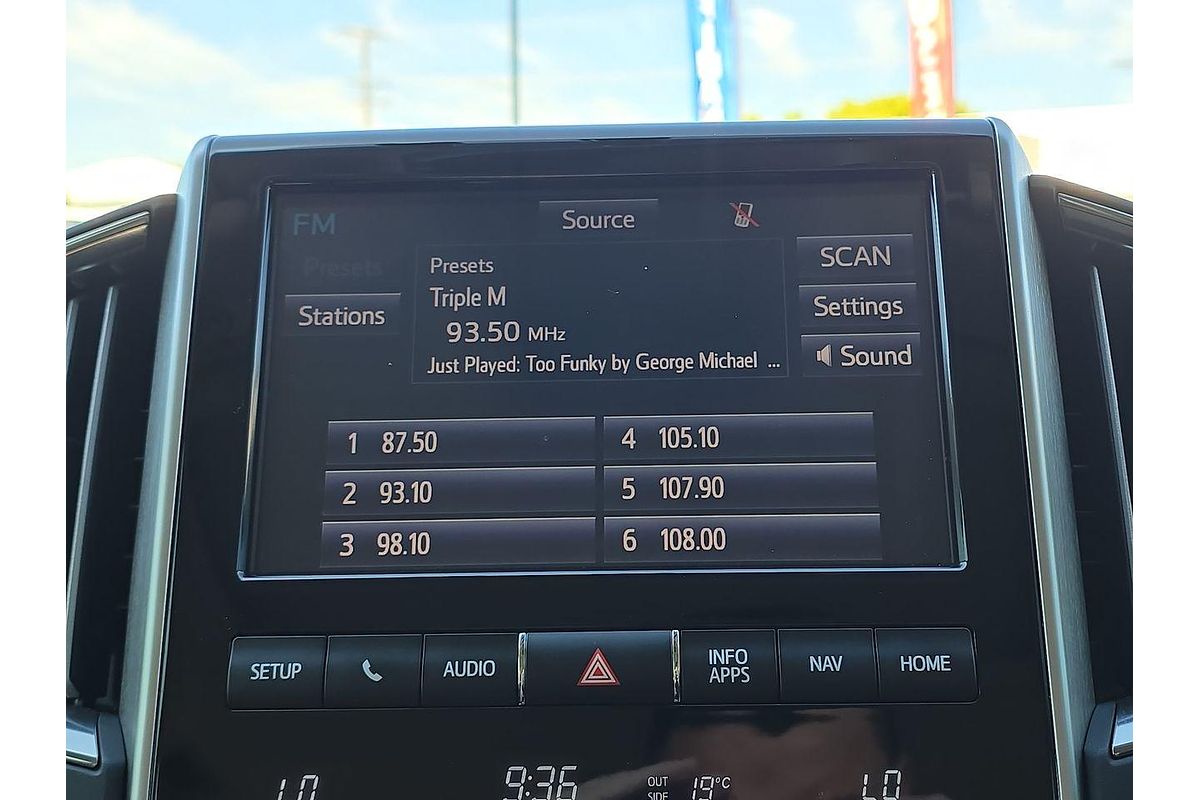 FM
Source
Presets
Presets
SCAN
Triple M
Stations
Settings
93.50 MHz
Just Played: Too Funky by George Michael ...
Sound
1 87.50
4 105.10
2 93.10
5 107.90
3 98.10
6 108.00
SETUP
AUDIO
INFO APPS
NAV
HOME
LO
9:36
OUT SIDE
19°C
LO